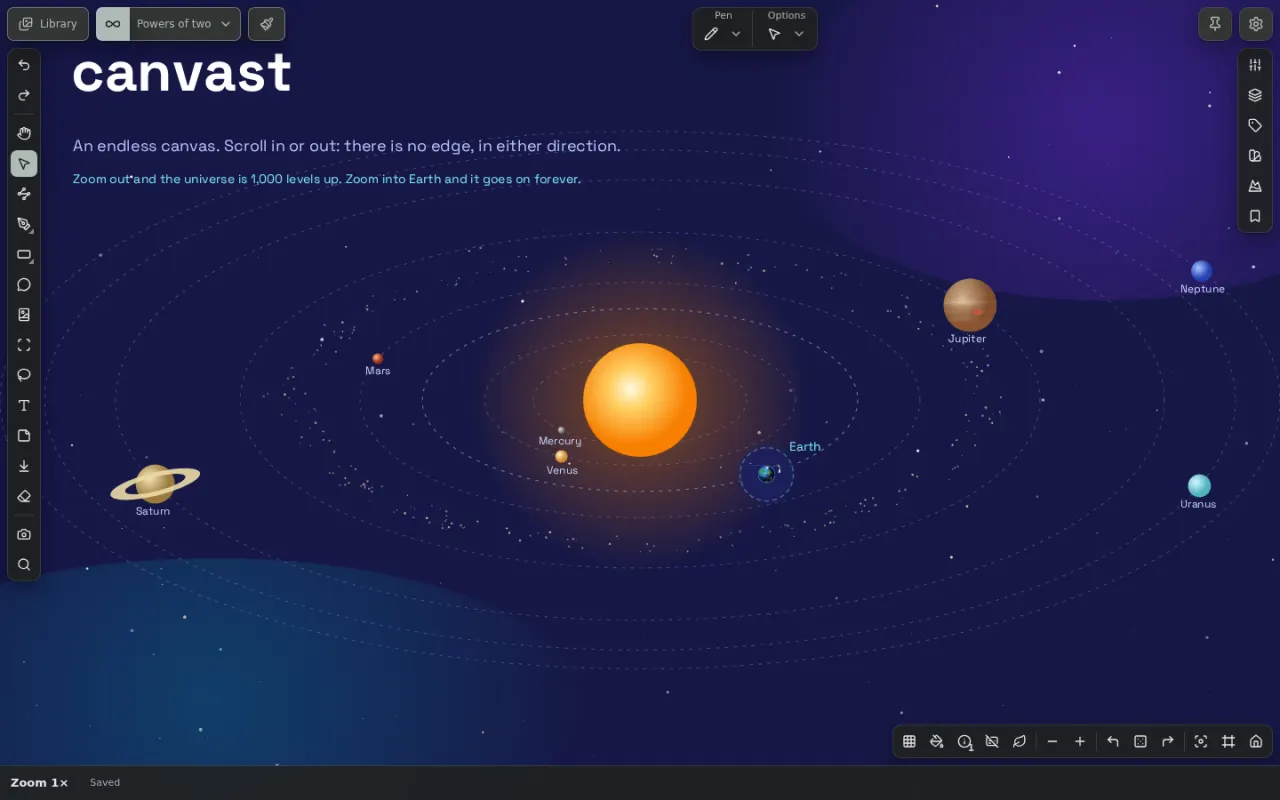 Library
Powers of two
Pen
Options
canvast
An endless canvas. Scroll in or out: there is no edge, in either direction.
Zoom out and the universe is 1,000 levels up. Zoom into Earth and it goes on forever.
Neptune
Jupiter
Mars
Mercury
Earth
Venus
Saturn
Uranus
1
Zoom 1×
Saved